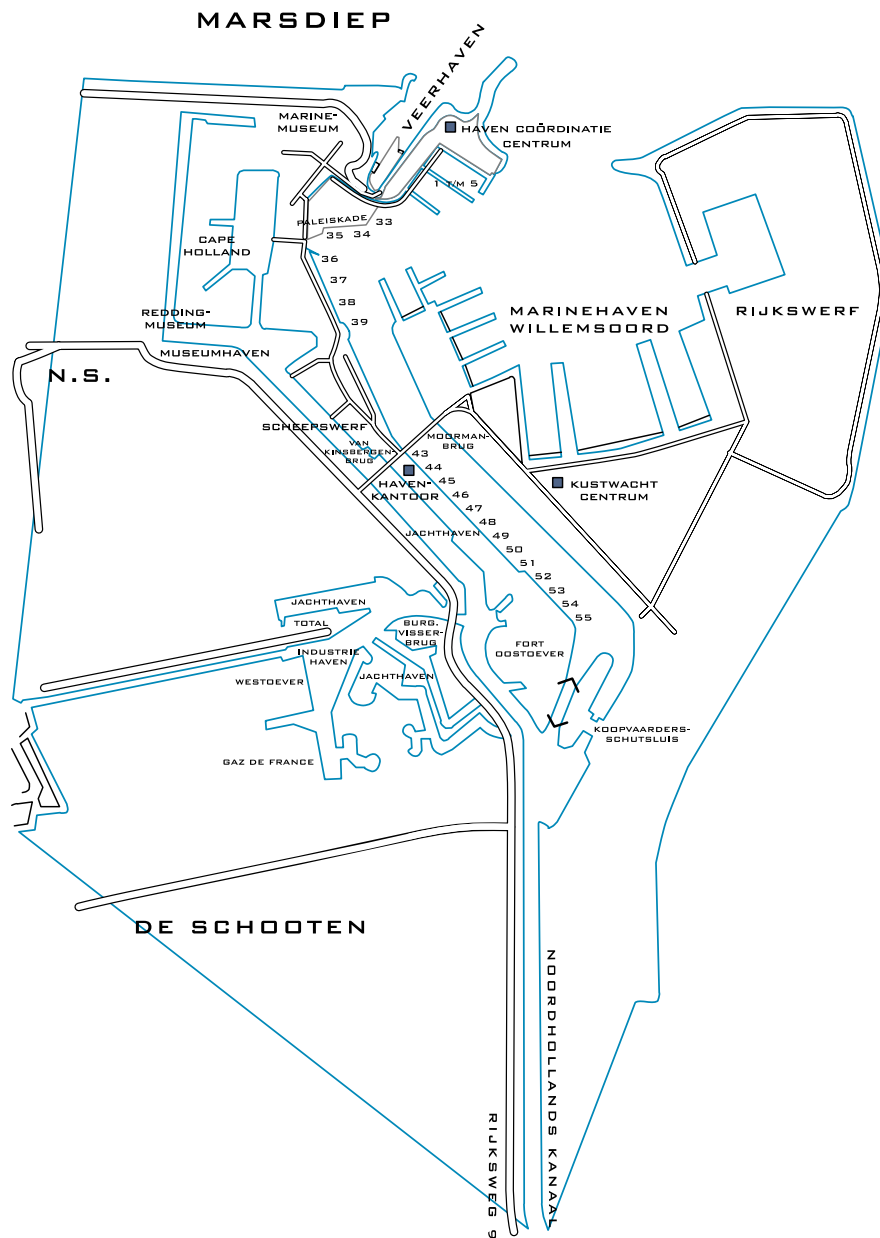 MARSDIEP
VEERHAVEN
MARINE-
MUSEUM
HAVEN COÖRDINATIE
CENTRUM
1 T/M 5
PALEISKADE
33
34
35
36
37
38
39
CAPE
HOLLAND
REDDING-
MUSEUM
MUSEUMHAVEN
MARINEHAVEN
WILLEMSOORD
RIJKSWERF
N.S.
SCHEEPSWERF
VAN
KINSBERGEN-
BRUG
MOORMAN-
BRUG
HAVEN-
KANTOOR
KUSTWACHT
CENTRUM
43
44
45
46
47
48
49
50
51
52
53
54
55
JACHTHAVEN
JACHTHAVEN
TOTAL
INDUSTRIE
HAVEN
BURG.
VISSER-
BRUG
FORT
OOSTOEVER
WESTOEVER
JACHTHAVEN
KOOPVAARDERS-
SCHUTSLUIS
GAZ DE FRANCE
DE SCHOOTEN
NOORDHOLLANDS KANAAL
RIJKSWEG 9